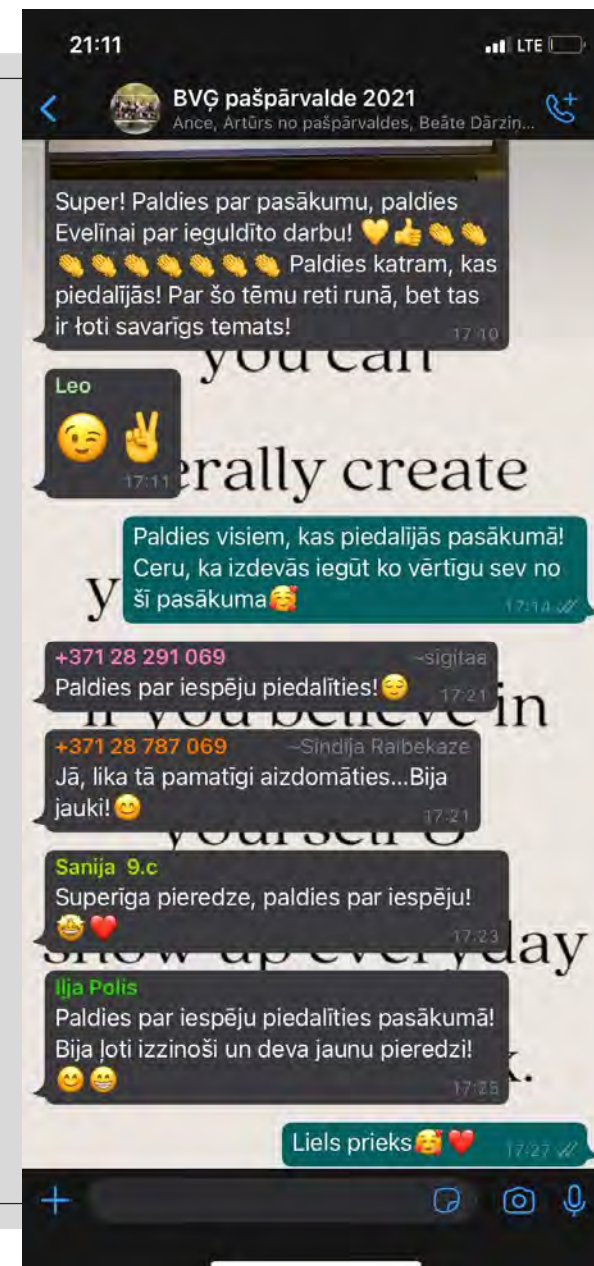 21:11
LTE
BVĢ pašpārvalde 2021
Ance, Artūrs no pašpārvaldes, Beāte Dārziņ...
Super! Paldies par pasākumu, paldies
Evelīnai par ieguldīto darbu! 💛👍👏👏
👏👏👏👏👏👏👏 Paldies katram, kas
piedalījās! Par šo tēmu reti runā, bet tas
ir łoti savarīgs temats!
17:10
you can
Leo
😉✌️
17:11
erally create
Paldies visiem, kas piedalījās pasākumā!
Ceru, ka izdevās iegūt ko vērtīgu sev no
šī pasākuma🥰
17:14
y
+371 28 291 069 ~sigitaa
Paldies par iespēju piedalīties!😌
17:21
if you believe in
+371 28 787 069 ~Sindija Raibekaze
Jā, lika tā pamatīgi aizdomāties...Bija
jauki!😊
17:21
yourself &
Sanija 9.c
Superīga pieredze, paldies par iespēju!
🤩❤️
17:23
show up everyday
Ilja Polis
Paldies par iespēju piedalīties pasākumā!
Bija ļoti izzinoši un deva jaunu pieredzi!
😊😁
17:25
k.
Liels prieks🥰❤️
17:27